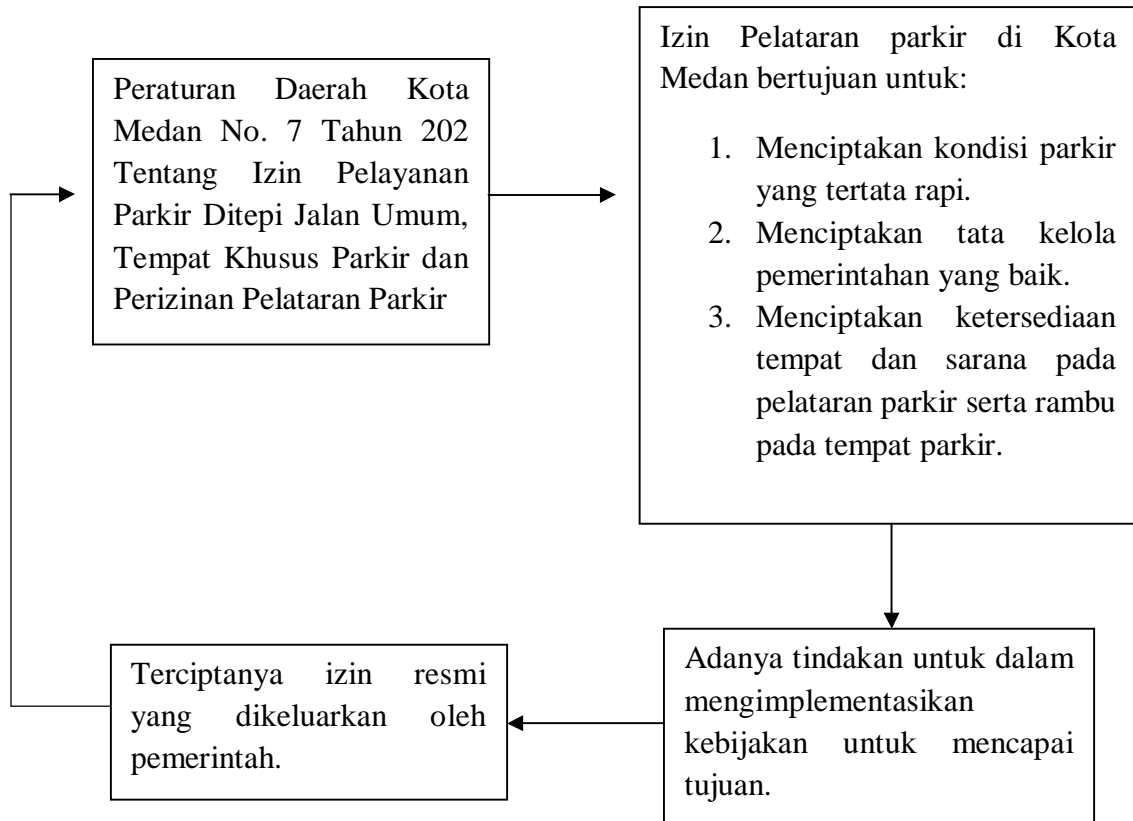 Peraturan Daerah Kota
Medan No. 7 Tahun 202
Tentang Izin Pelayanan
Parkir Ditepi Jalan Umum,
Tempat Khusus Parkir dan
Perizinan Pelataran Parkir
Izin Pelataran parkir di Kota
Medan bertujuan untuk:
1. Menciptakan kondisi parkir
yang tertata rapi.
2. Menciptakan tata kelola
pemerintahan yang baik.
3. Menciptakan ketersediaan
tempat dan sarana pada
pelataran parkir serta rambu
pada tempat parkir.
Adanya tindakan untuk dalam
mengimplementasikan
kebijakan untuk mencapai
tujuan.
Terciptanya izin resmi
yang dikeluarkan oleh
pemerintah.